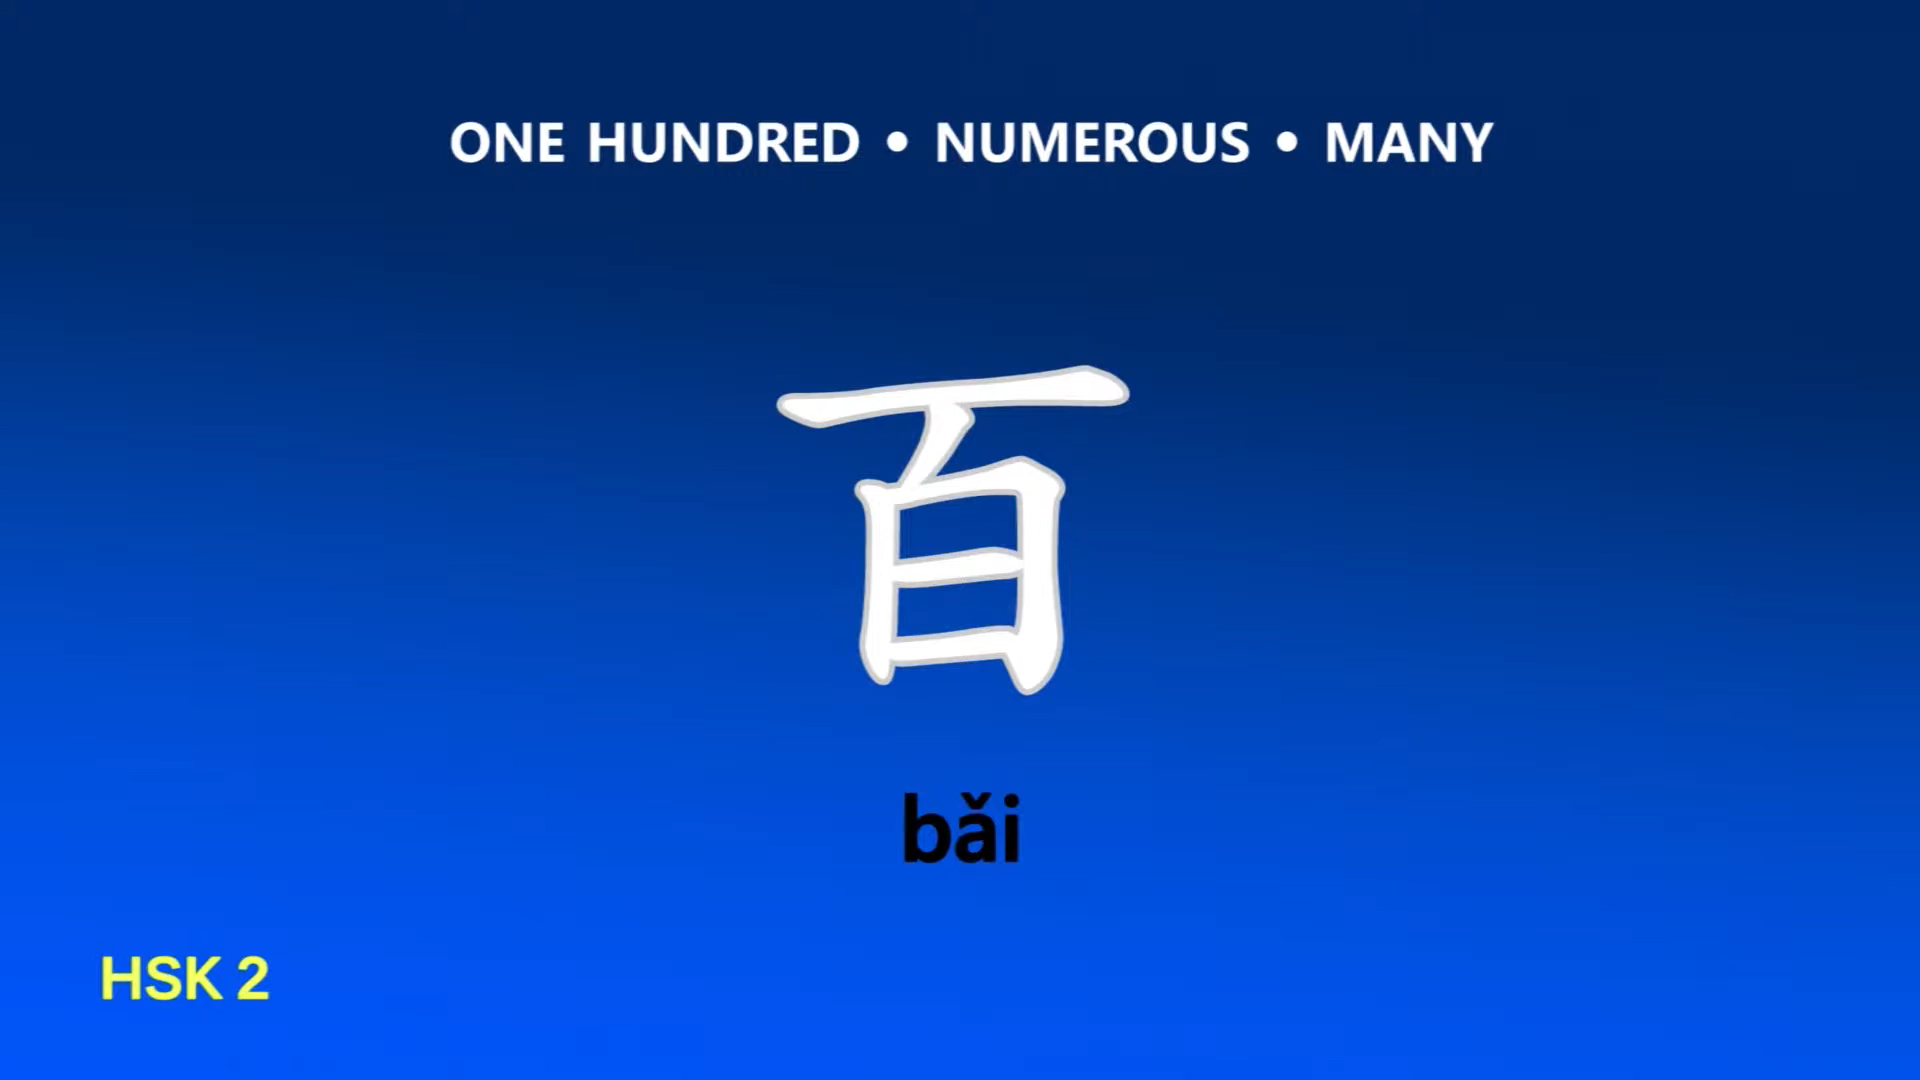 ONE HUNDRED • NUMEROUS • MANY
百
bǎi
HSK 2